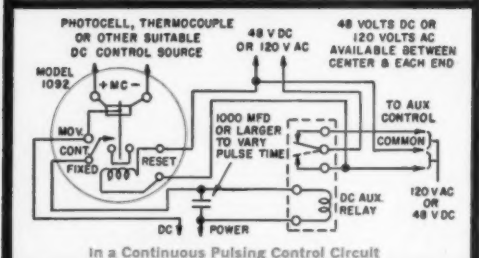 PHOTOCELL, THERMOCOUPLE
OR OTHER SUITABLE
DC CONTROL SOURCE
48 V DC
OR 120 V AC
48 VOLTS DC OR
120 VOLTS AC
AVAILABLE BETWEEN
CENTER & EACH END
MODEL
1092
+MC-
MOV.
CONT.
FIXED
RESET
1000 MFD
OR LARGER
TO VARY
PULSE TIME
TO AUX
CONTROL
COMMON
DC AUX.
RELAY
120 V AC
OR
48 V DC
DC
POWER
In a Continuous Pulsing Control Circuit